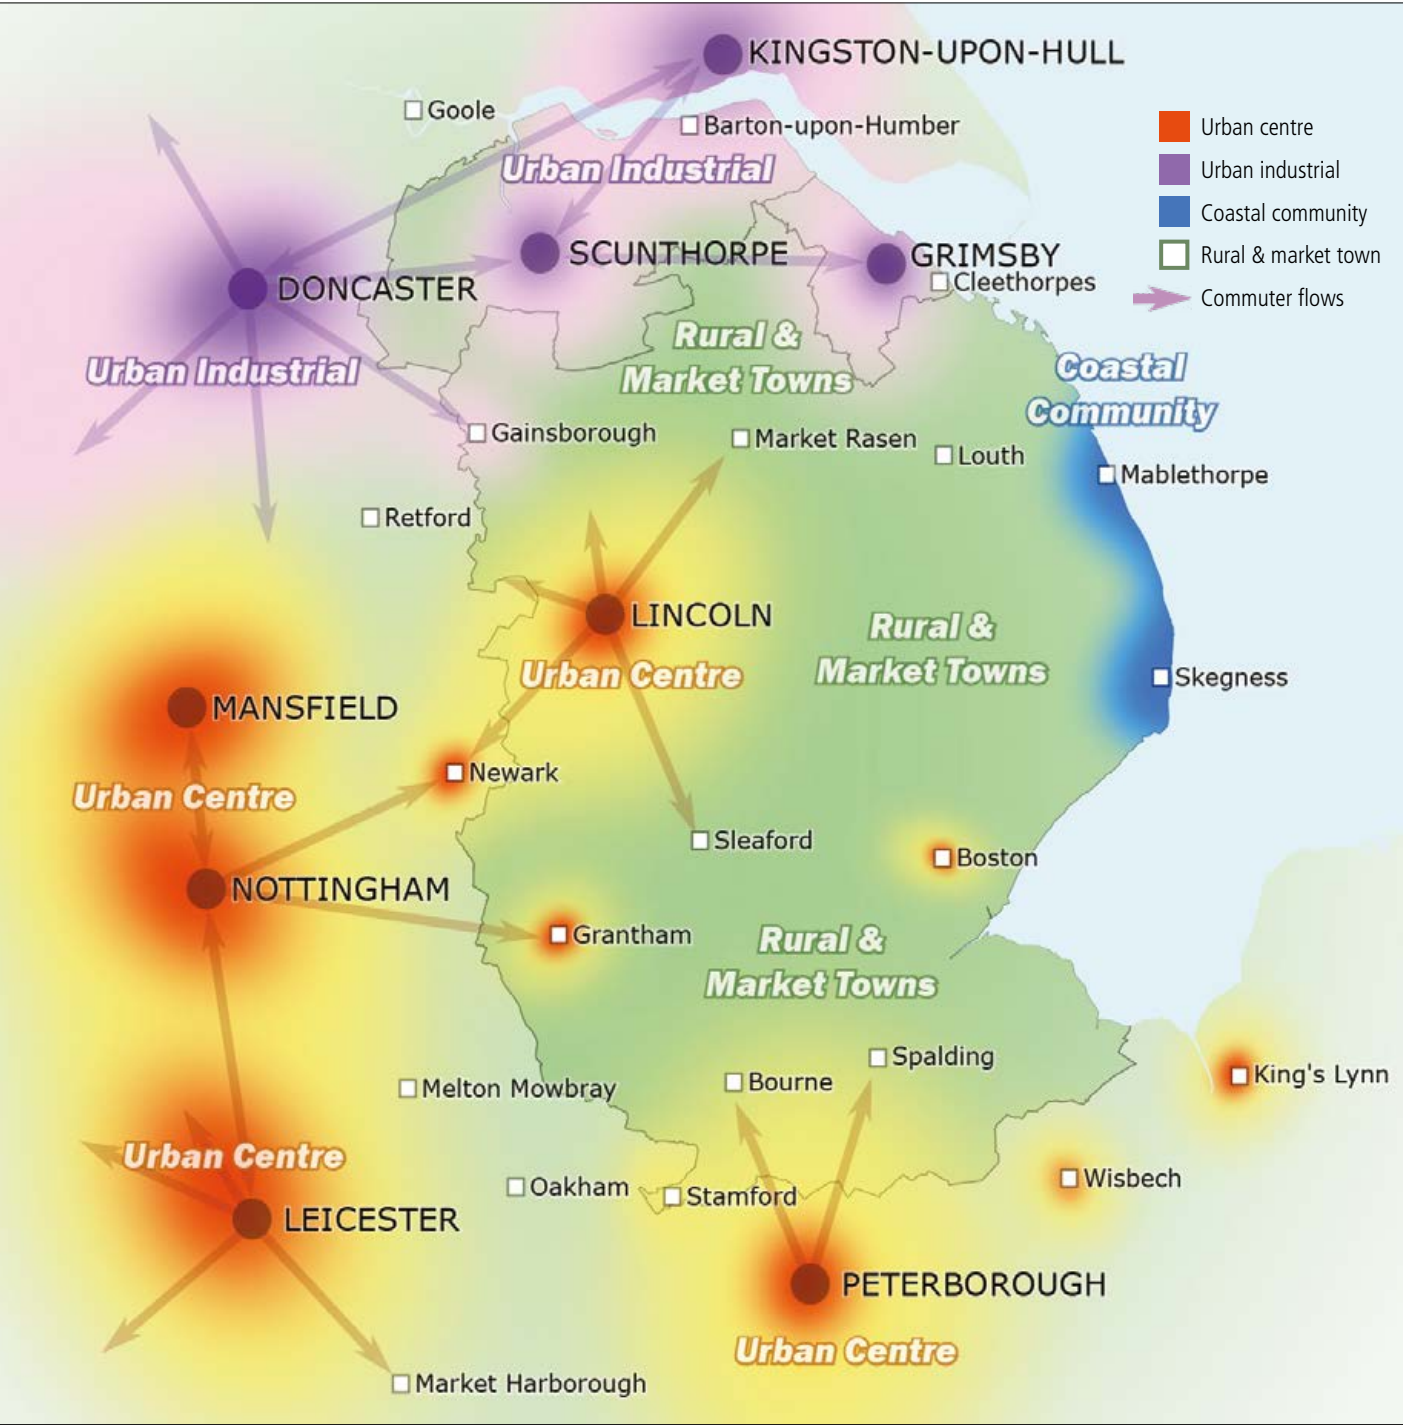 KINGSTON-UPON-HULL
Goole
Barton-upon-Humber
Urban centre
Urban Industrial
Urban industrial
Coastal community
SCUNTHORPE
GRIMSBY
Rural & market town
DONCASTER
Cleethorpes
Commuter flows
Rural &
Market Towns
Urban Industrial
Coastal
Community
Gainsborough
Market Rasen
Louth
Mablethorpe
Retford
LINCOLN
Urban Centre
Rural &
Market Towns
Skegness
MANSFIELD
Newark
Urban Centre
Sleaford
Boston
NOTTINGHAM
Grantham
Rural &
Market Towns
Spalding
Bourne
King's Lynn
Melton Mowbray
Urban Centre
Oakham
Stamford
Wisbech
LEICESTER
PETERBOROUGH
Urban Centre
Market Harborough